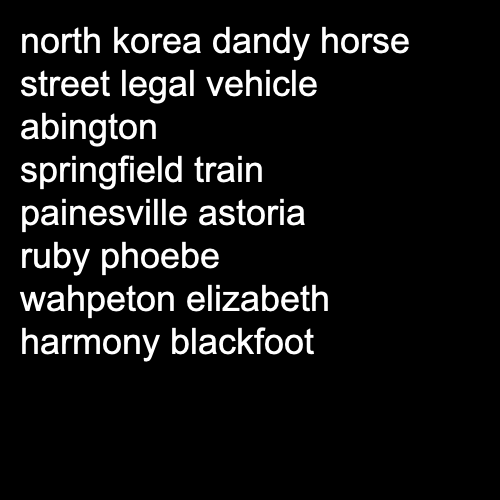 north korea dandy horse
street legal vehicle
abington
springfield train
painesville astoria
ruby phoebe
wahpeton elizabeth
harmony blackfoot